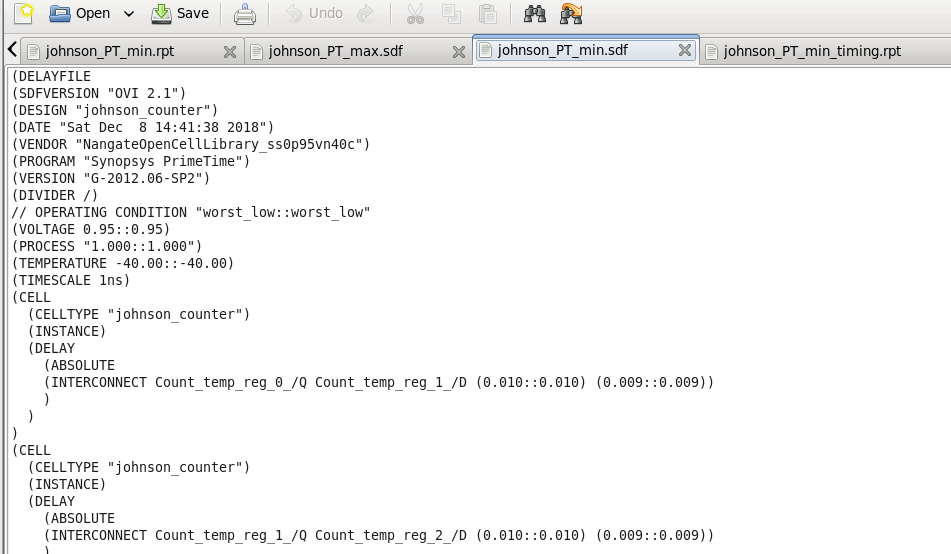 Open Save Undo
johnson_PT_min.rpt johnson_PT_max.sdf johnson_PT_min.sdf johnson_PT_min_timing.rpt
(DELAYFILE
(SDFVERSION "OVI 2.1")
(DESIGN "johnson_counter")
(DATE "Sat Dec  8 14:41:38 2018")
(VENDOR "NangateOpenCellLibrary_ss0p95vn40c")
(PROGRAM "Synopsys PrimeTime")
(VERSION "G-2012.06-SP2")
(DIVIDER /)
// OPERATING CONDITION "worst_low::worst_low"
(VOLTAGE 0.95::0.95)
(PROCESS "1.000::1.000")
(TEMPERATURE -40.00::-40.00)
(TIMESCALE 1ns)
(CELL
  (CELLTYPE "johnson_counter")
  (INSTANCE)
  (DELAY
    (ABSOLUTE
    (INTERCONNECT Count_temp_reg_0_/Q Count_temp_reg_1_/D (0.010::0.010) (0.009::0.009))
    )
  )
)
(CELL
  (CELLTYPE "johnson_counter")
  (INSTANCE)
  (DELAY
    (ABSOLUTE
    (INTERCONNECT Count_temp_reg_1_/Q Count_temp_reg_2_/D (0.010::0.010) (0.009::0.009))
    )